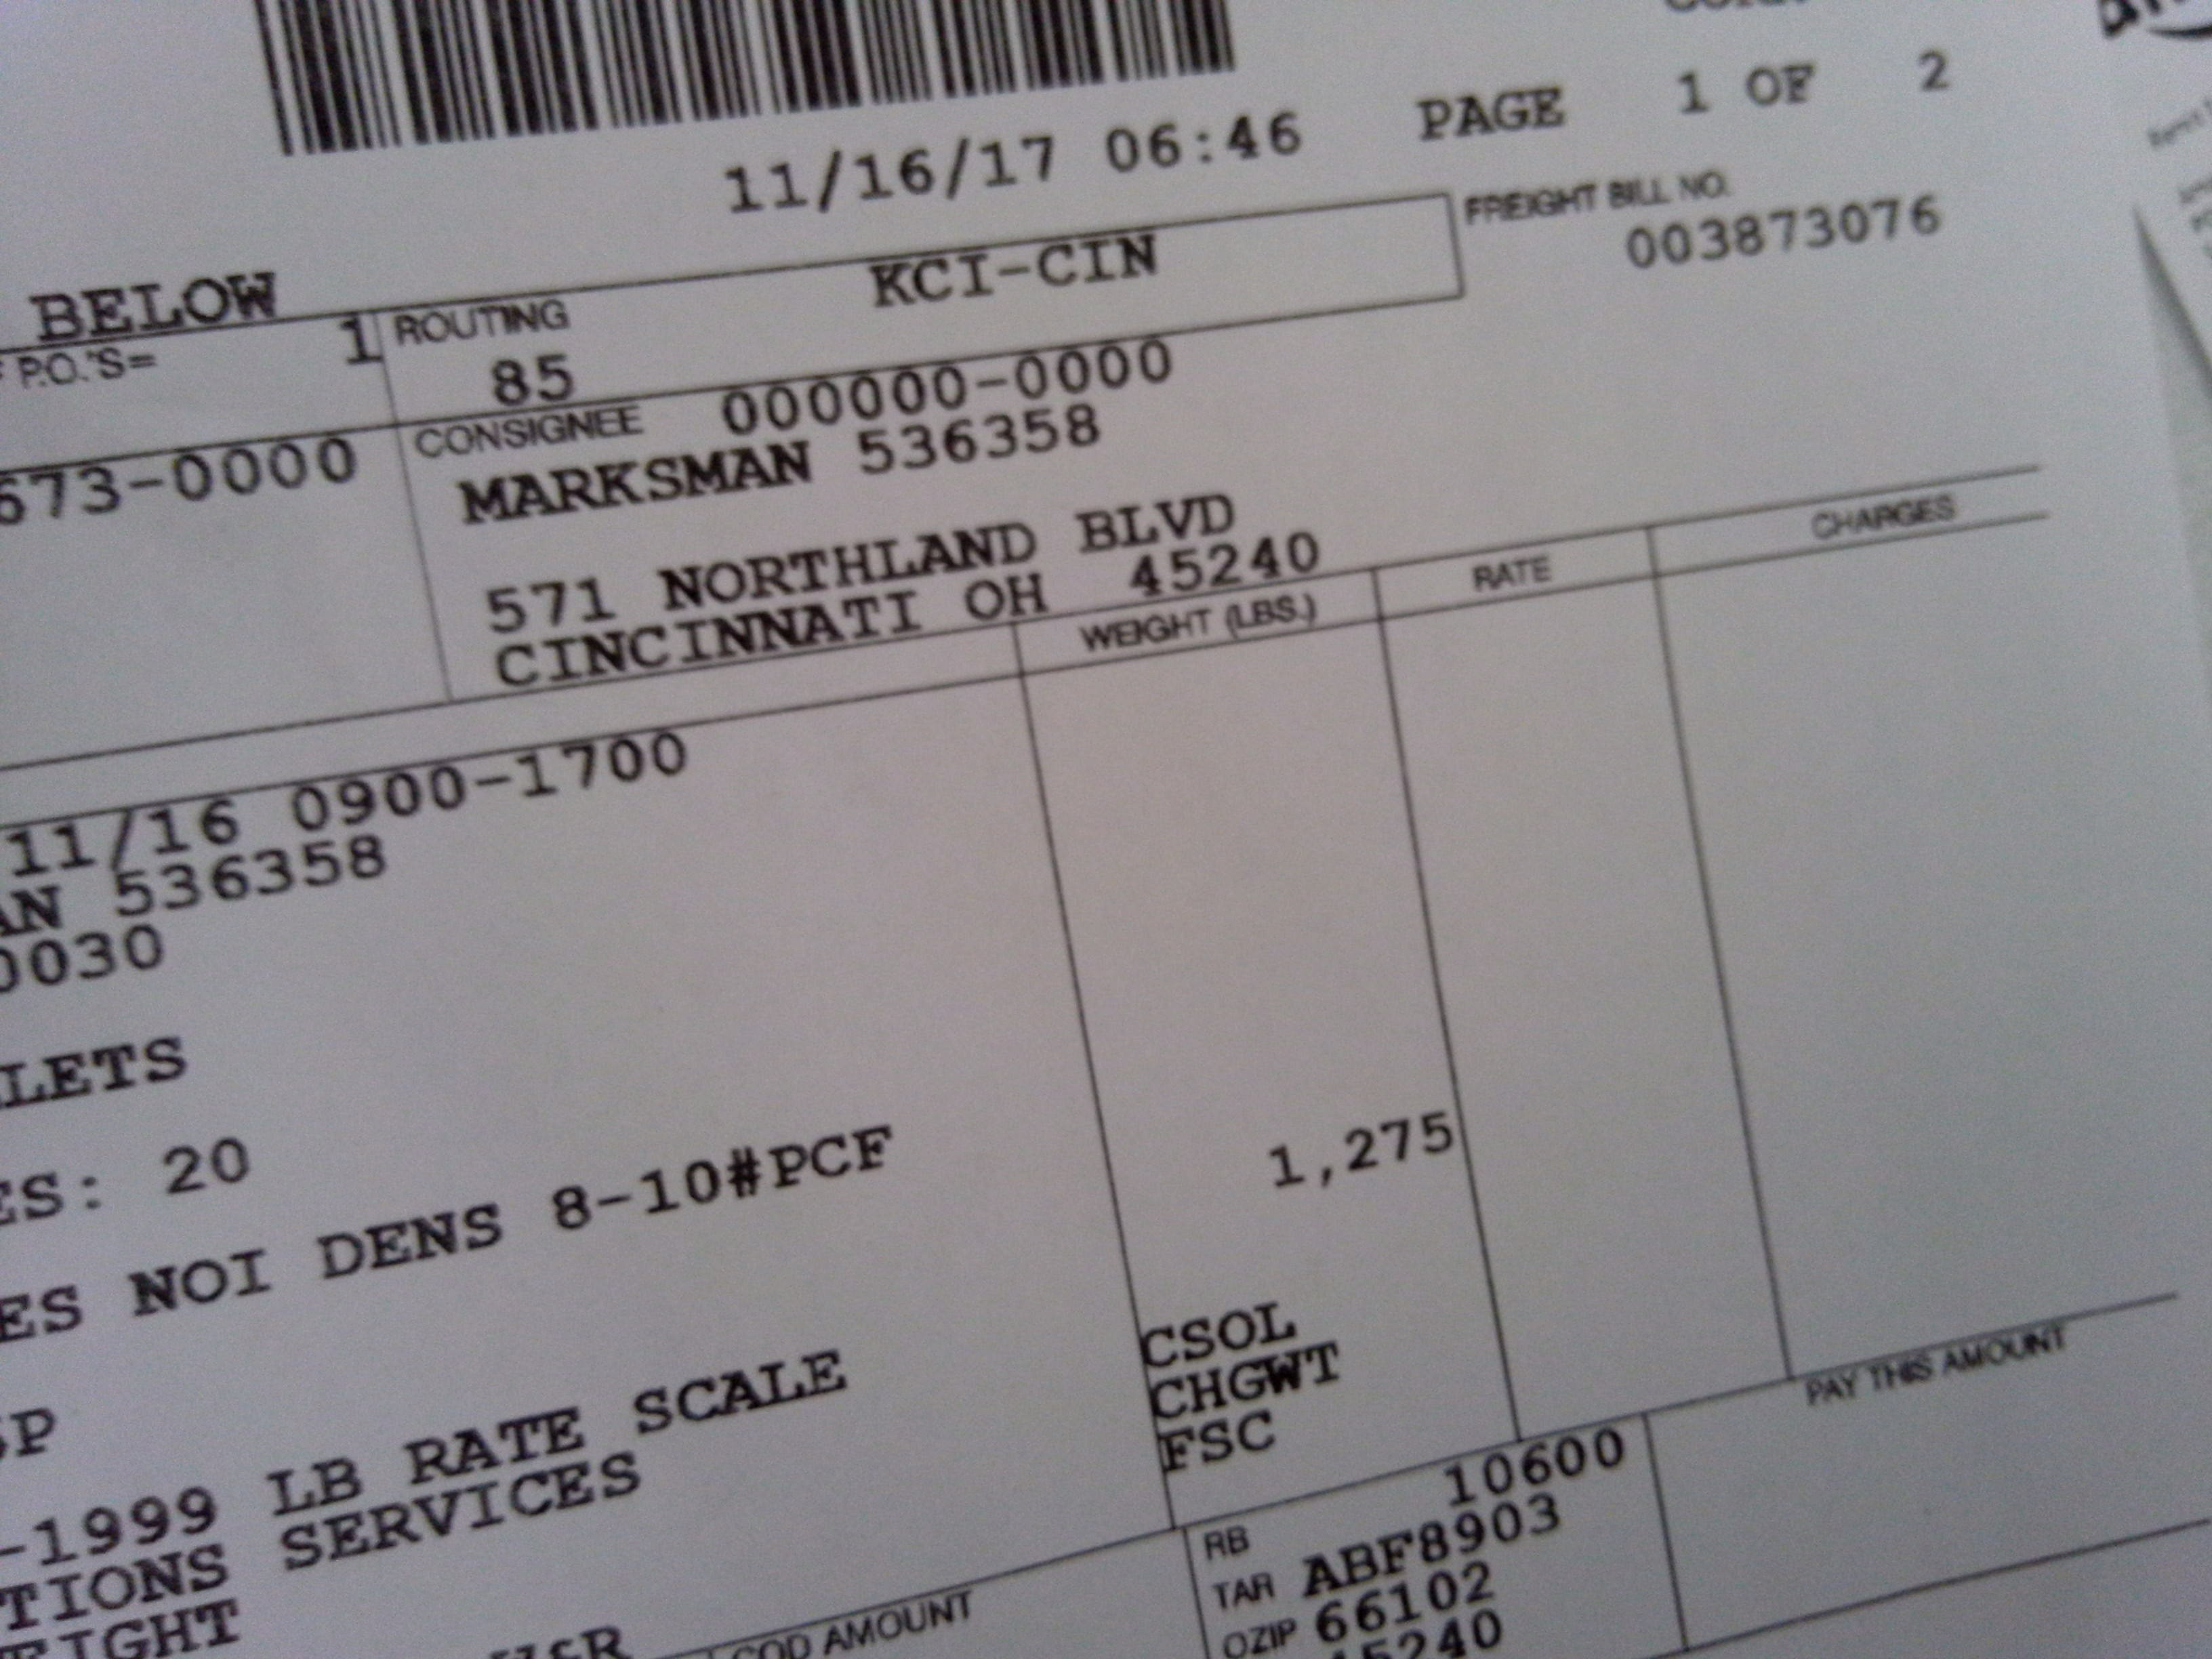 11/16/17 06:46 PAGE 1 OF 2
FREIGHT BILL NO.
003873076
BELOW
P.O.'S= 1
ROUTING KCI-CIN
85
673-0000
CONSIGNEE 000000-0000
MARKSMAN 536358
571 NORTHLAND BLVD
CINCINNATI OH 45240
WEIGHT (LBS.) RATE CHARGES
11/16 0900-1700
AN 536358
0030
LETS
ES: 20
ES NOI DENS 8-10#PCF 1,275
SP
CSOL
CHGWT
FSC
-1999 LB RATE SCALE
TIONS SERVICES
EIGHT
COD AMOUNT
10600
RB
TAR ABF8903
OZIP 66102
45240
PAY THIS AMOUNT